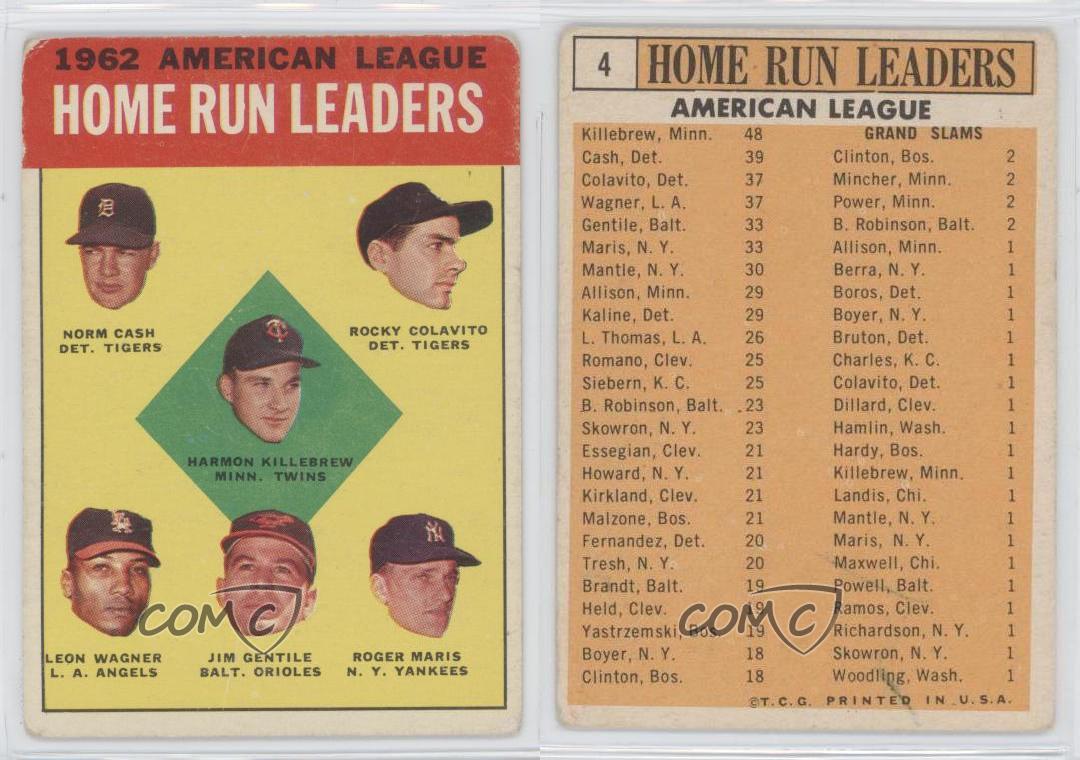 1962 AMERICAN LEAGUE
HOME RUN LEADERS
NORM CASH
DET. TIGERS
ROCKY COLAVITO
DET. TIGERS
HARMON KILLEBREW
MINN. TWINS
LEON WAGNER
L. A. ANGELS
JIM GENTILE
BALT. ORIOLES
ROGER MARIS
N. Y. YANKEES
COMC
4 HOME RUN LEADERS
AMERICAN LEAGUE
Killebrew, Minn. 48
Cash, Det. 39
Colavito, Det. 37
Wagner, L. A. 37
Gentile, Balt. 33
Maris, N. Y. 33
Mantle, N. Y. 30
Allison, Minn. 29
Kaline, Det. 29
L. Thomas, L. A. 26
Romano, Clev. 25
Siebern, K. C. 25
B. Robinson, Balt. 23
Skowron, N. Y. 23
Essegian, Clev. 21
Howard, N. Y. 21
Kirkland, Clev. 21
Malzone, Bos. 21
Fernandez, Det. 20
Tresh, N. Y. 20
Brandt, Balt. 19
Held, Clev. 19
Yastrzemski, Bos. 19
Boyer, N. Y. 18
Clinton, Bos. 18
GRAND SLAMS
Clinton, Bos. 2
Mincher, Minn. 2
Power, Minn. 2
B. Robinson, Balt. 2
Allison, Minn. 1
Berra, N. Y. 1
Boros, Det. 1
Boyer, N. Y. 1
Bruton, Det. 1
Charles, K. C. 1
Colavito, Det. 1
Dillard, Clev. 1
Hamlin, Wash. 1
Hardy, Bos. 1
Killebrew, Minn. 1
Landis, Chi. 1
Mantle, N. Y. 1
Maris, N. Y. 1
Maxwell, Chi. 1
Powell, Balt. 1
Ramos, Clev. 1
Richardson, N. Y. 1
Skowron, N. Y. 1
Woodling, Wash. 1
©T.C.G. PRINTED IN U.S.A.
COMC